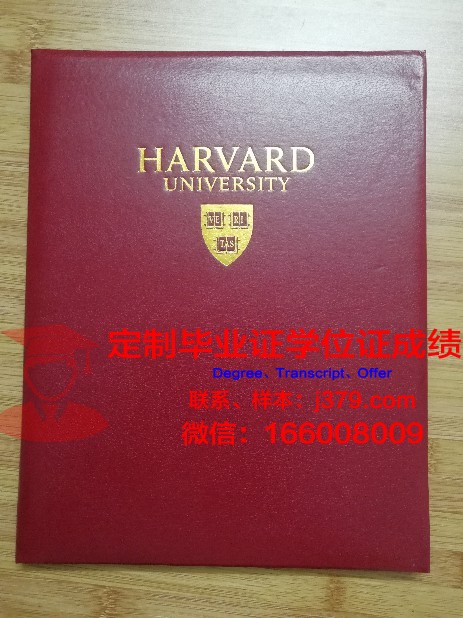 HARVARD
UNIVERSITY
VE RI
TAS
定制毕业证学位证成绩
Degree、Transcript、Offer
联系、样本：j379.com
微信：166008009